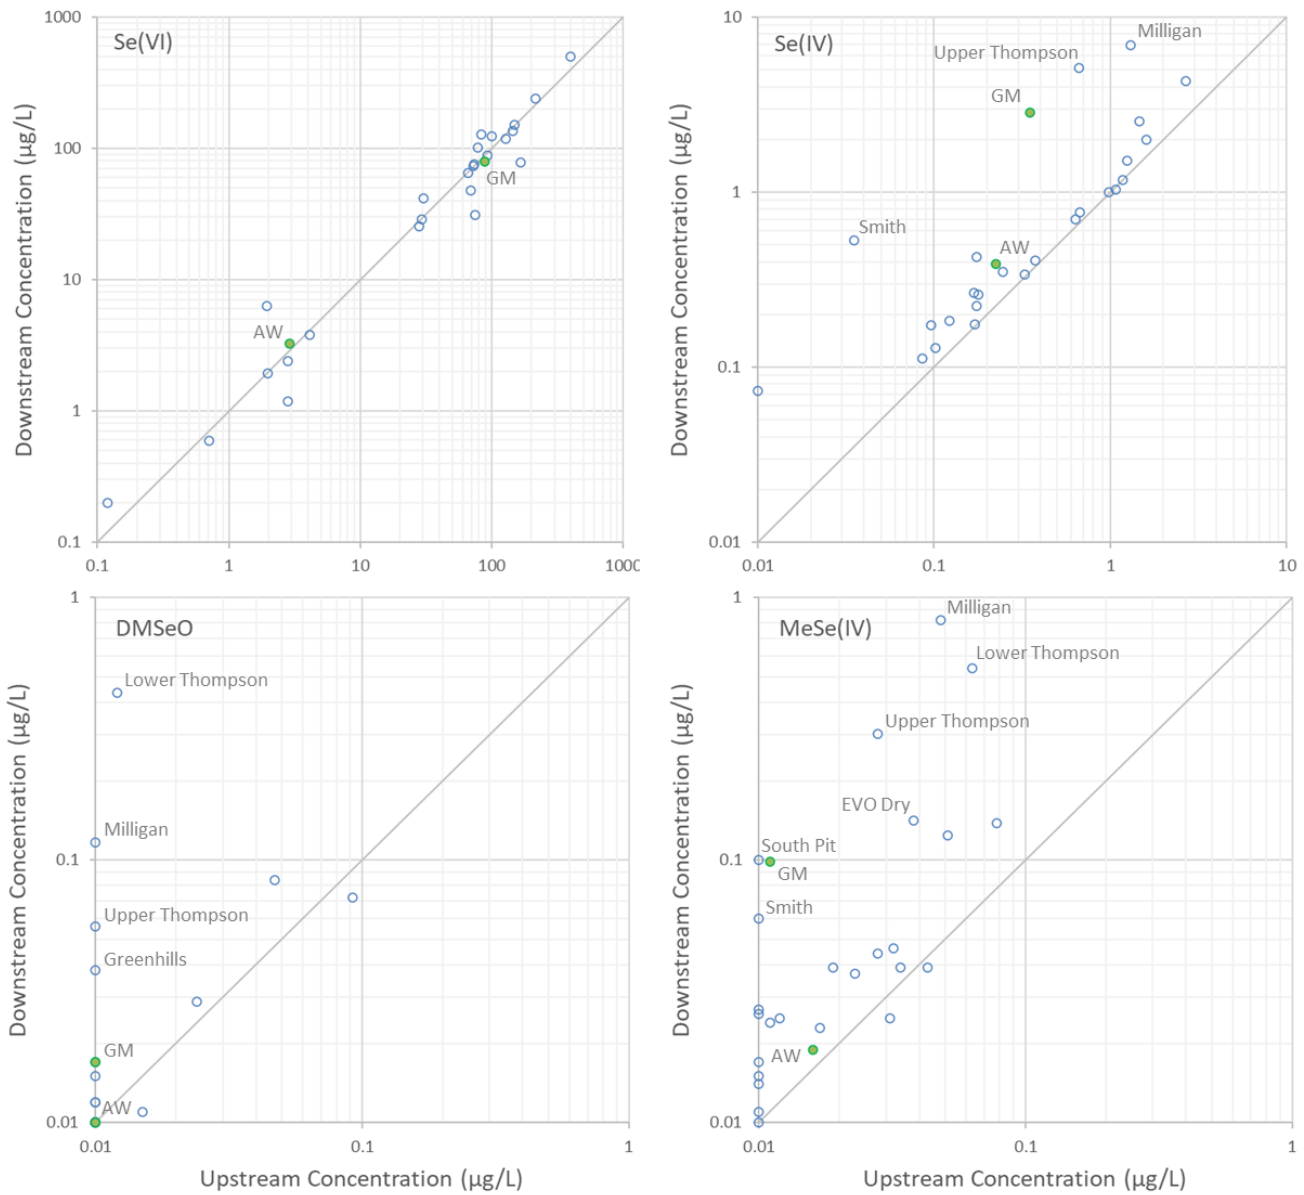 Se(VI)
1000
100
10
1
0.1
0.1
1
10
100
1000
Downstream Concentration (µg/L)
GM
AW
Se(IV)
10
1
0.1
0.01
0.01
0.1
1
10
Downstream Concentration (µg/L)
Milligan
Upper Thompson
GM
Smith
AW
DMSeO
1
0.1
0.01
0.01
0.1
1
Downstream Concentration (µg/L)
Upstream Concentration (µg/L)
Lower Thompson
Milligan
Upper Thompson
Greenhills
GM
AW
MeSe(IV)
1
0.1
0.01
0.01
0.1
1
Downstream Concentration (µg/L)
Upstream Concentration (µg/L)
Milligan
Lower Thompson
Upper Thompson
EVO Dry
South Pit
GM
Smith
AW